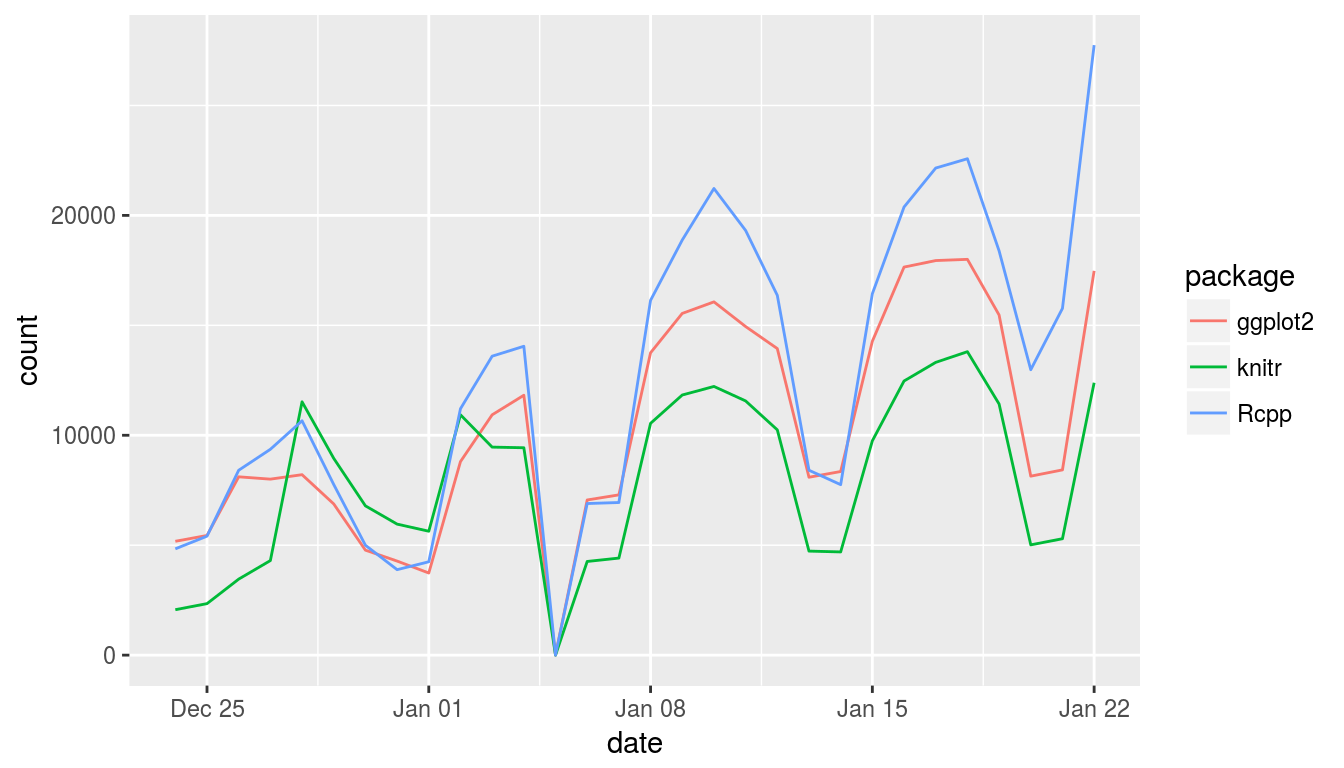 count
20000
10000
0
Dec 25
Jan 01
Jan 08
Jan 15
Jan 22
date
package
ggplot2
knitr
Rcpp